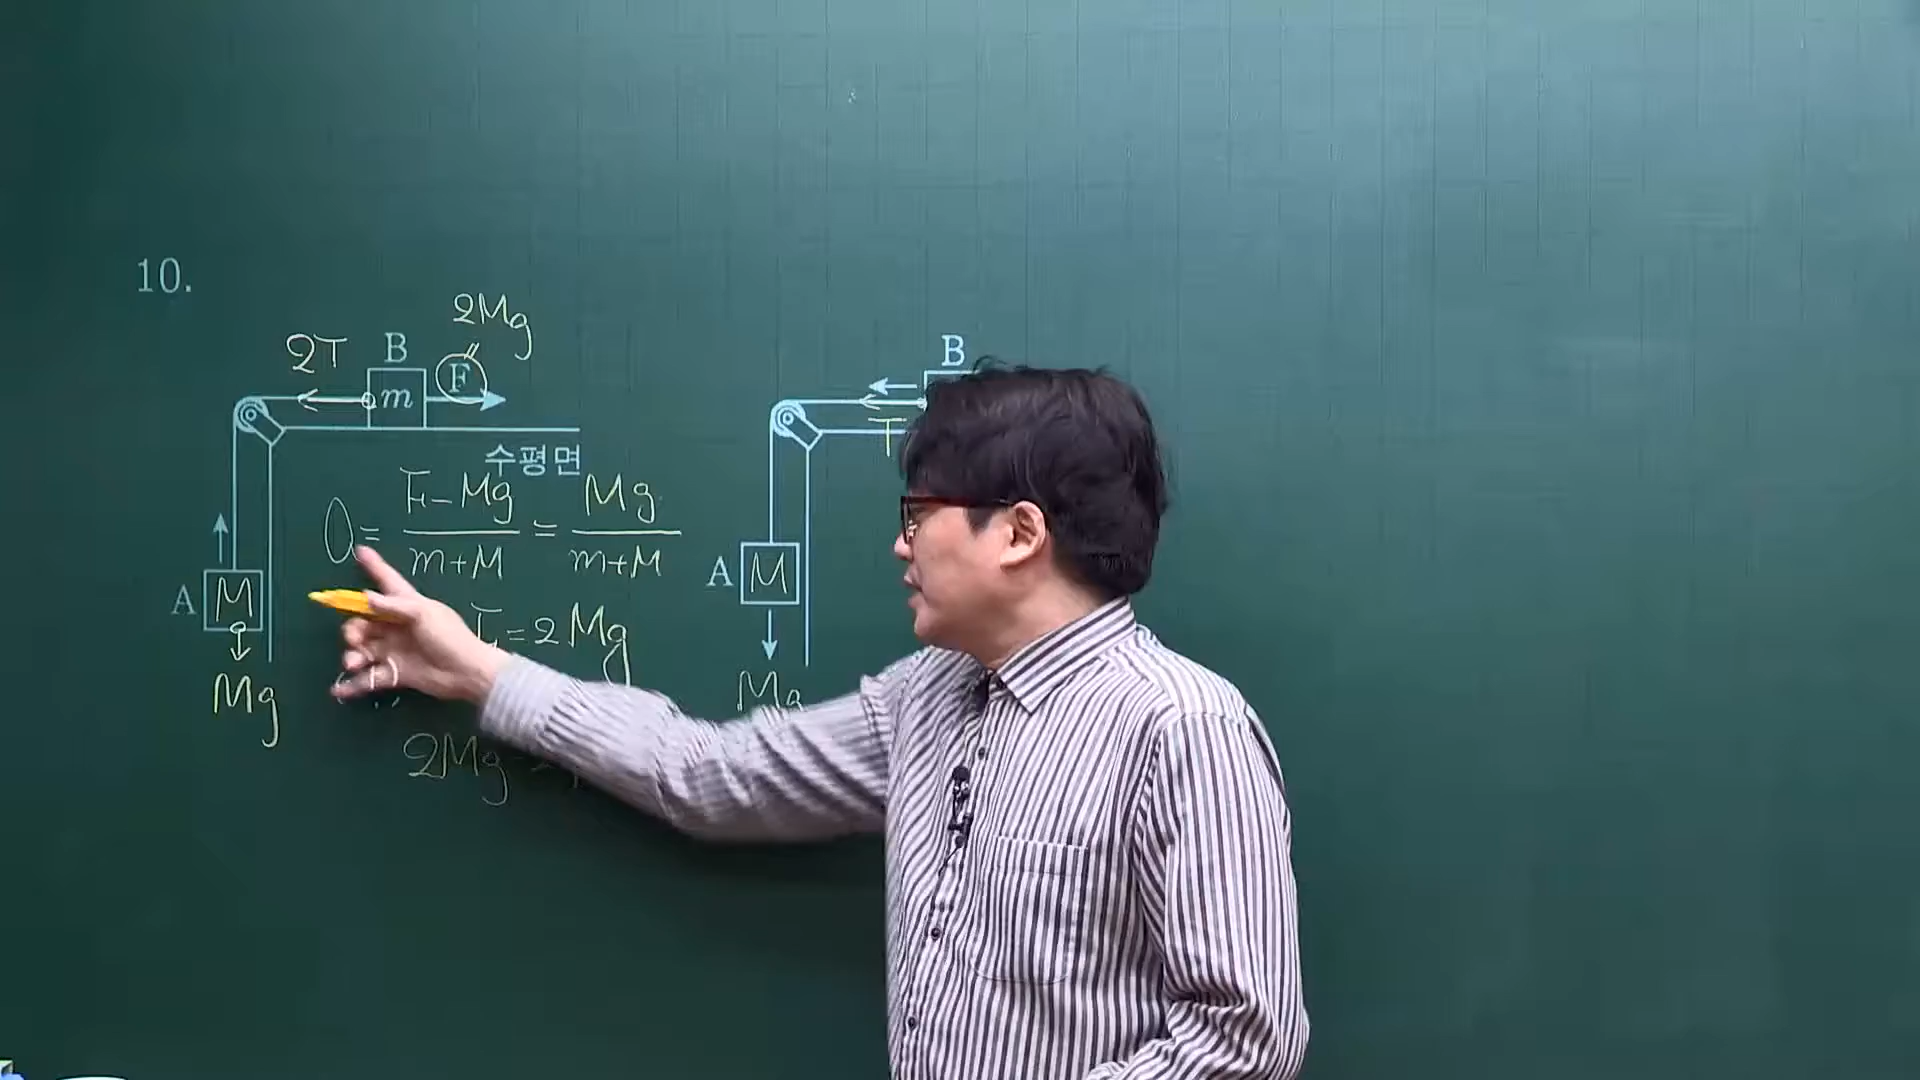 10.
2Mg
2T B F
m
수평면
a = F-Mg / m+M = Mg / m+M
A M
F=2Mg
Mg
2Mg
B
T
A M
Mg